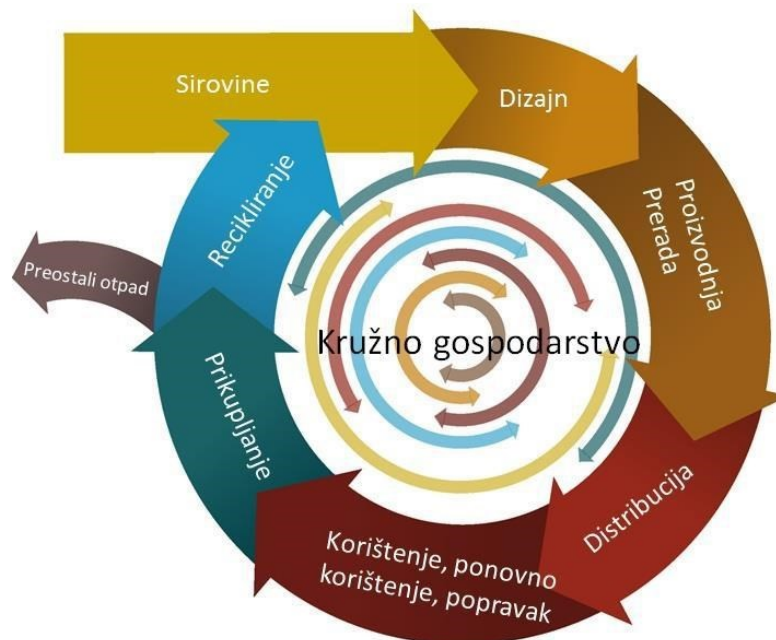 Sirovine
Dizajn
Proizvodnja
Prerada
Distribucija
Korištenje, ponovno
korištenje, popravak
Prikupljanje
Recikliranje
Preostali otpad
Kružno gospodarstvo